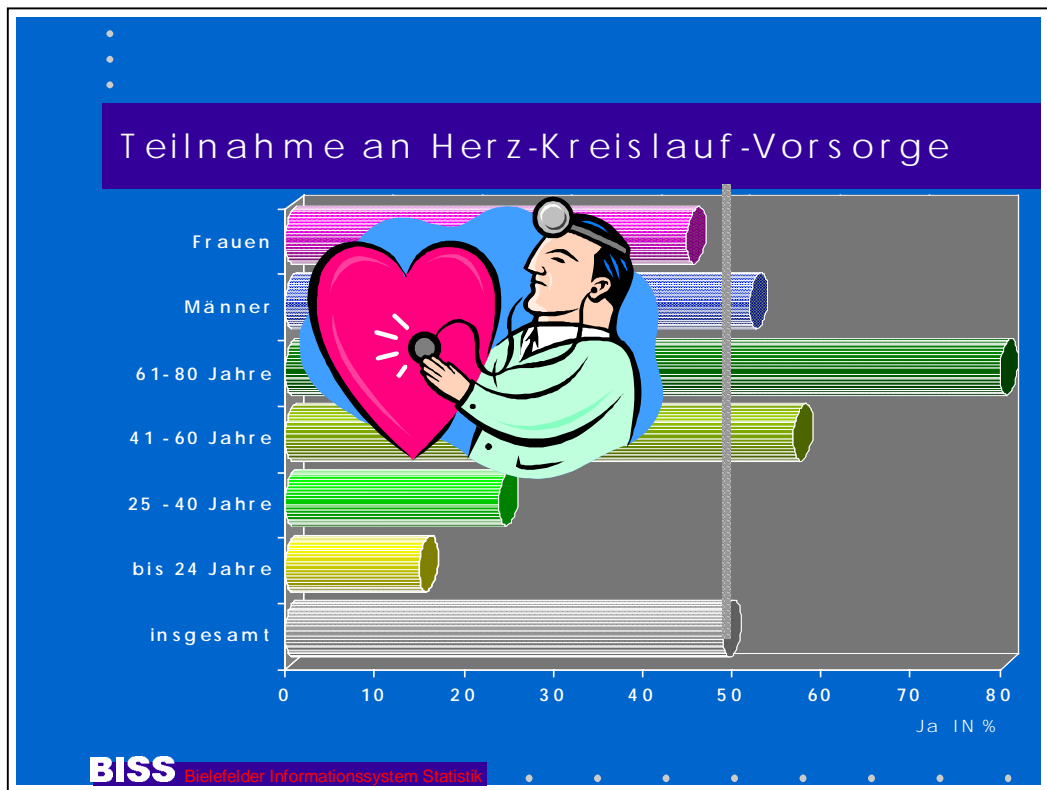 Teilnahme an Herz-Kreislauf-Vorsorge
Frauen
Männer
61-80 Jahre
41-60 Jahre
25 -40 Jahre
bis 24 Jahre
insgesamt
0 10 20 30 40 50 60 70 80
Ja IN %
BISS Bielefelder Informationssystem Statistik